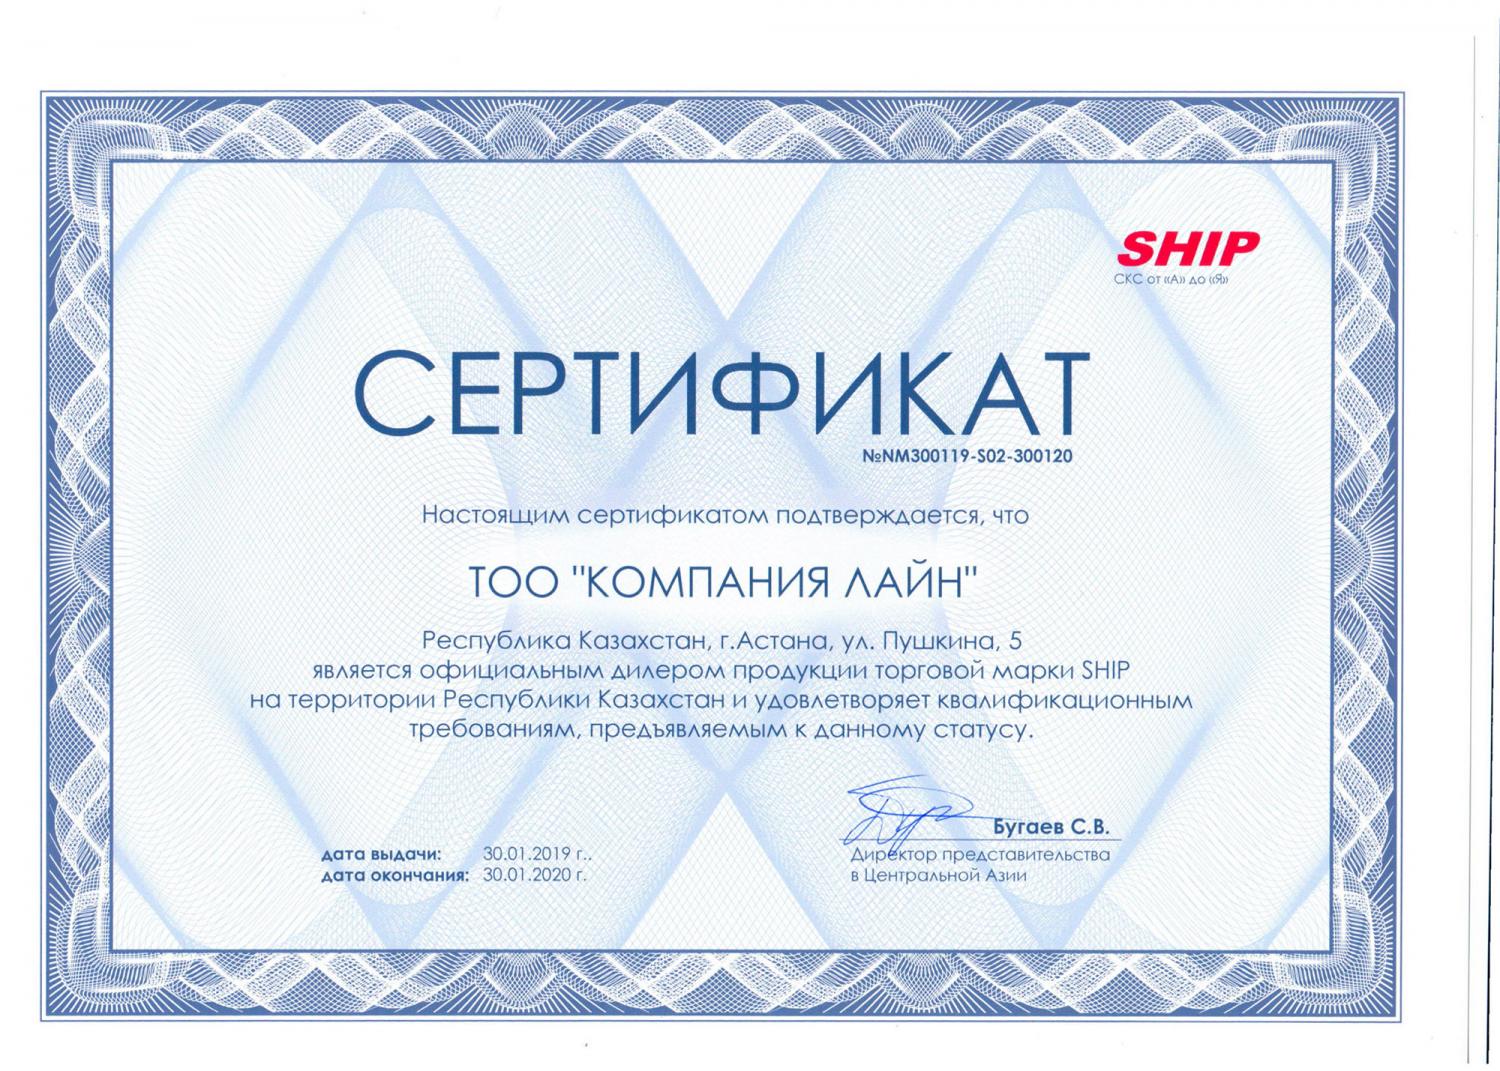 SHIP
СКС от «А» до «Я»
СЕРТИФИКАТ
№NM300119-S02-300120
Настоящим сертификатом подтверждается, что
ТОО "КОМПАНИЯ ЛАЙН"
Республика Казахстан, г.Астана, ул. Пушкина, 5
является официальным дилером продукции торговой марки SHIP
на территории Республики Казахстан и удовлетворяет квалификационным
требованиям, предъявляемым к данному статусу.
Бугаев С.В.
Директор представительства
в Центральной Азии
дата выдачи: 30.01.2019 г..
дата окончания: 30.01.2020 г.